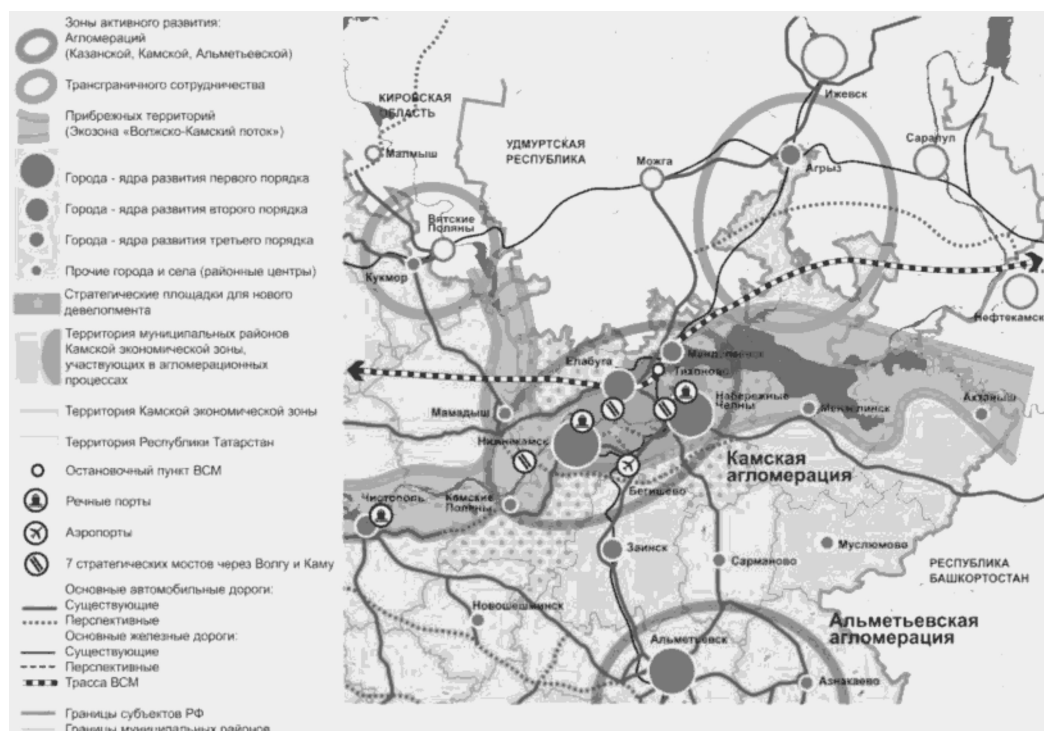 Зоны активного развития:
Агломераций
(Казанской, Камской, Альметьевской)
Трансграничного сотрудничества
Прибрежных территорий
(Экозона «Волжско-Камский поток»)
Города - ядра развития первого порядка
Города - ядра развития второго порядка
Города - ядра развития третьего порядка
Прочие города и села (районные центры)
Стратегические площадки для нового
девелопмента
Территория муниципальных районов
Камской экономической зоны,
участвующих в агломерационных
процессах
Территория Камской экономической зоны
Территория Республики Татарстан
Остановочный пункт ВСМ
Речные порты
Аэропорты
7 стратегических мостов через Волгу и Каму
Основные автомобильные дороги:
Существующие
Перспективные
Основные железные дороги:
Существующие
Перспективные
Трасса ВСМ
Границы субъектов РФ
Границы муниципальных районов
Ижевск
КИРОВСКАЯ
ОБЛАСТЬ
Малмыш
УДМУРТСКАЯ
РЕСПУБЛИКА
Можга
Сарапул
Агрыз
Вятские
Поляны
Кукмор
Нефтекамск
Менделеевск
Елабуга
Тихоново
Набережные
Челны
Мамадыш
Мензелинск
Актаныш
Нижнекамск
Камская
агломерация
Бегишево
Чистополь
Камские
Поляны
Заинск
Сарманово
Муслюмово
РЕСПУБЛИКА
БАШКОРТОСТАН
Новошешминск
Альметьевск
Альметьевская
агломерация
Азнакаево